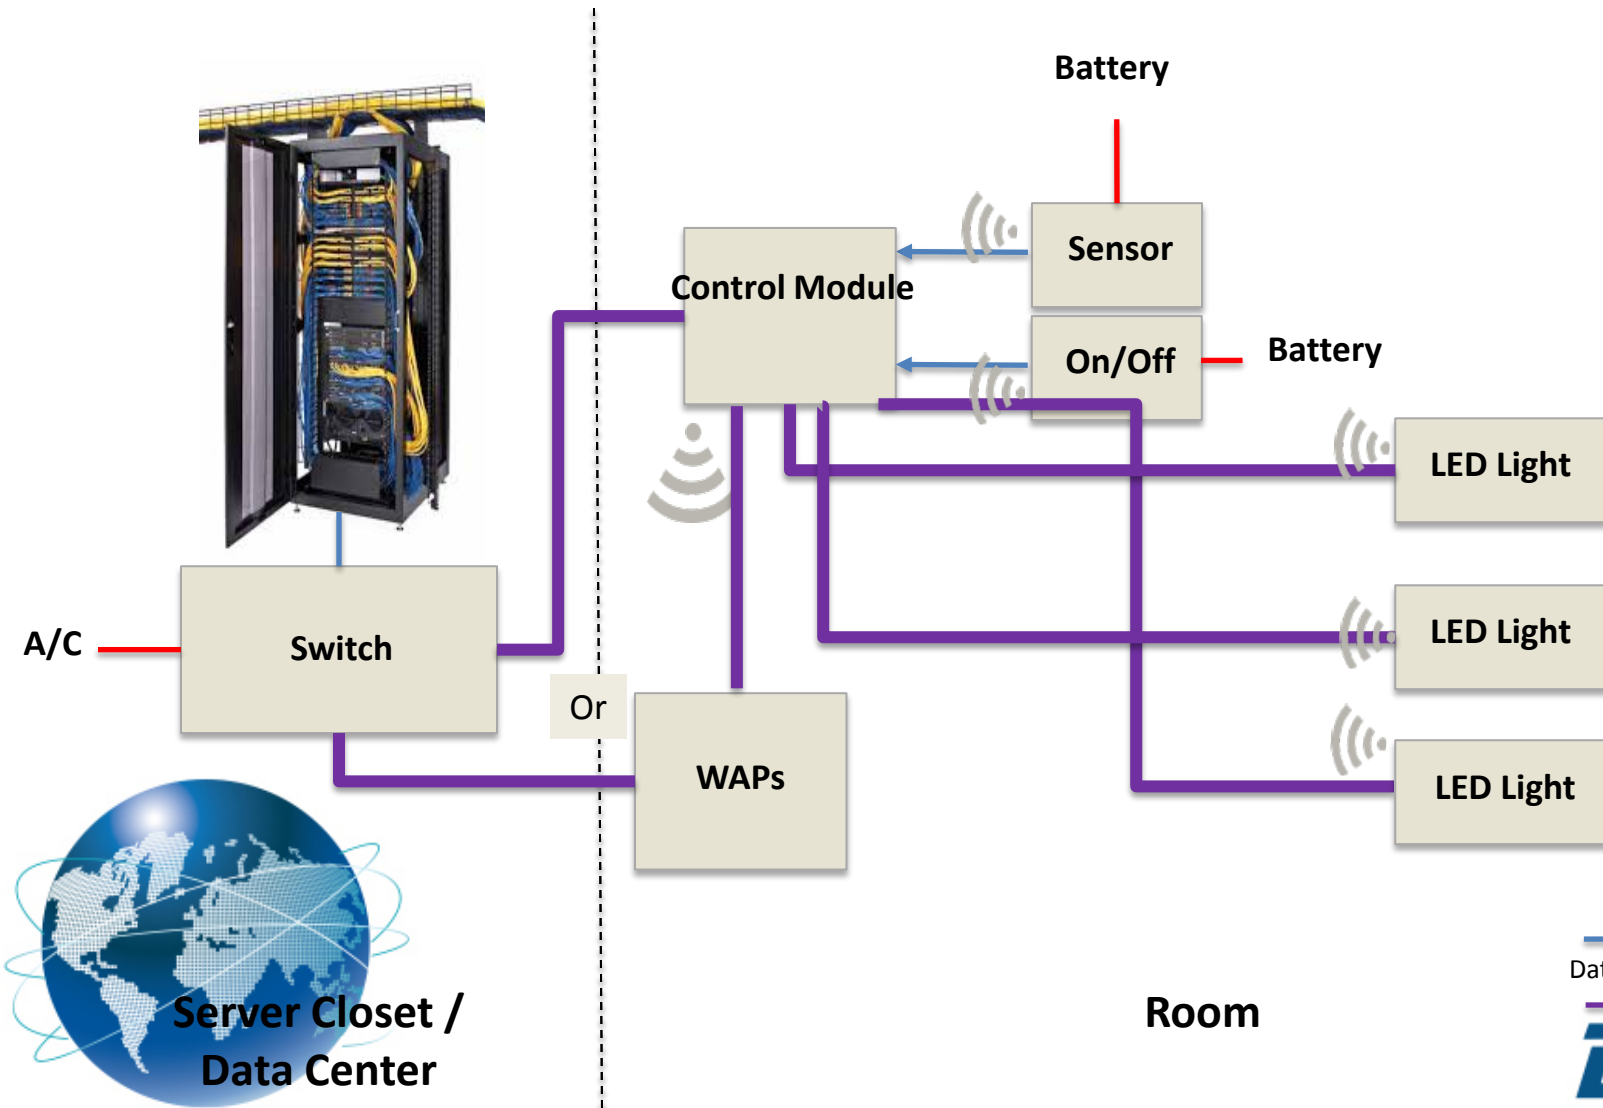 Battery
Sensor
Control Module
On/Off
Battery
LED Light
A/C
Switch
LED Light
Or
WAPs
LED Light
Server Closet /
Data Center
Room